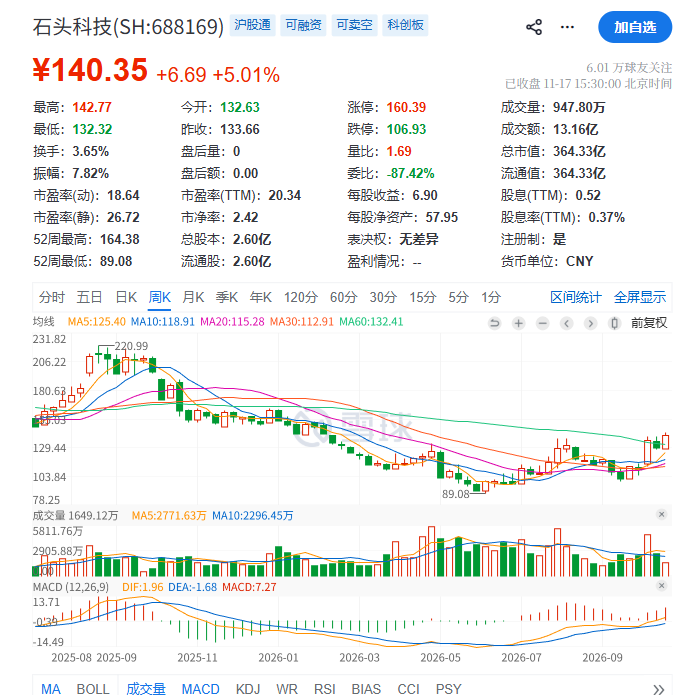 石头科技(SH:688169) 沪股通 可融资 可卖空 科创板
加自选
¥140.35 +6.69 +5.01%
6.01 万球友关注
已收盘 11-17 15:30:00 北京时间
最高: 142.77 今开: 132.63 涨停: 160.39 成交量: 947.80万
最低: 132.32 昨收: 133.66 跌停: 106.93 成交额: 13.16亿
换手: 3.65% 盘后量: 0 量比: 1.69 总市值: 364.33亿
振幅: 7.82% 盘后额: 0.00 委比: -87.42% 流通值: 364.33亿
市盈率(动): 18.64 市盈率(TTM): 20.34 每股收益: 6.90 股息(TTM): 0.52
市盈率(静): 26.72 市净率: 2.42 每股净资产: 57.95 股息率(TTM): 0.37%
52周最高: 164.38 总股本: 2.60亿 表决权: 无差异 注册制: 是
52周最低: 89.08 流通股: 2.60亿 盈利情况: -- 货币单位: CNY
分时 五日 日K 周K 月K 季K 年K 120分 60分 30分 15分 5分 1分 区间统计 全屏显示
均线 MA5:125.40 MA10:118.91 MA20:115.28 MA30:112.91 MA60:132.41 前复权
231.82
220.99
206.22
180.63
雪球
129.44
103.84
89.08
78.25
成交量 1649.12万 MA5:2771.63万 MA10:2296.45万
5811.76万
2905.88万
MACD (12,26,9) DIF:1.96 DEA:-1.68 MACD:7.27
13.71
-0.39
-14.49
2025-08 2025-09 2025-11 2026-01 2026-03 2026-05 2026-07 2026-09
MA BOLL 成交量 MACD KDJ WR RSI BIAS CCI PSY